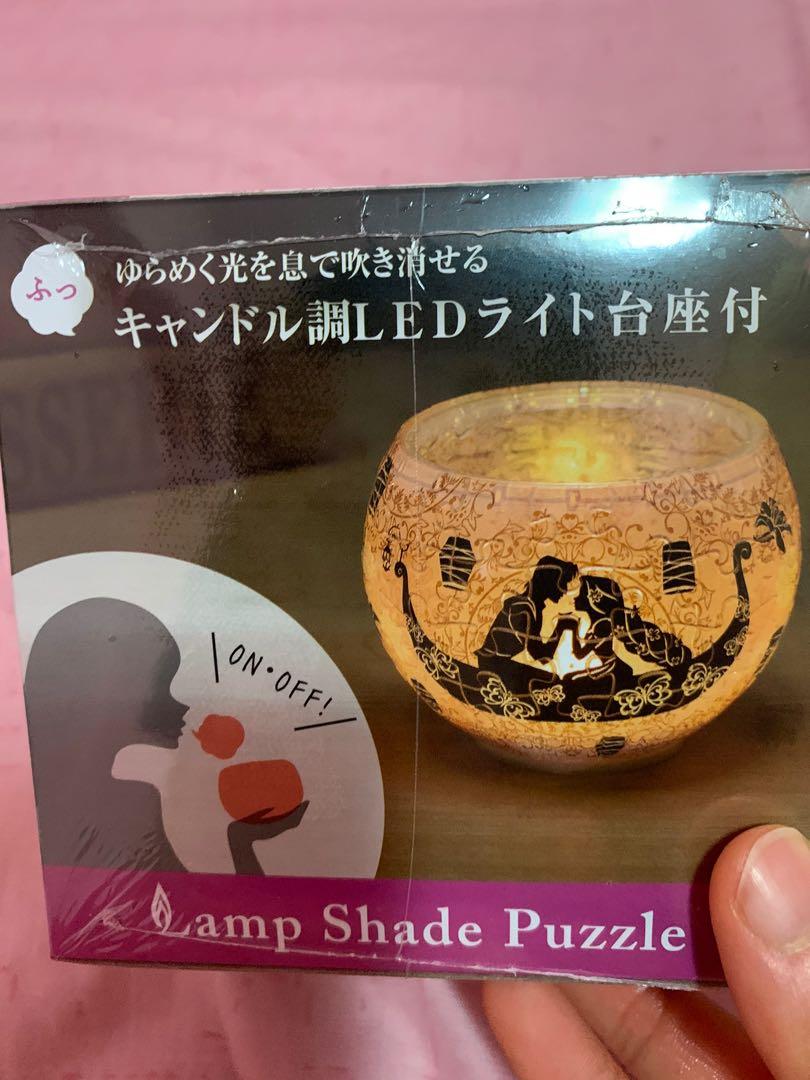 ふっ
ゆらめく光を息で吹き消せる
キャンドル調LEDライト台座付
ON・OFF!
Lamp Shade Puzzle